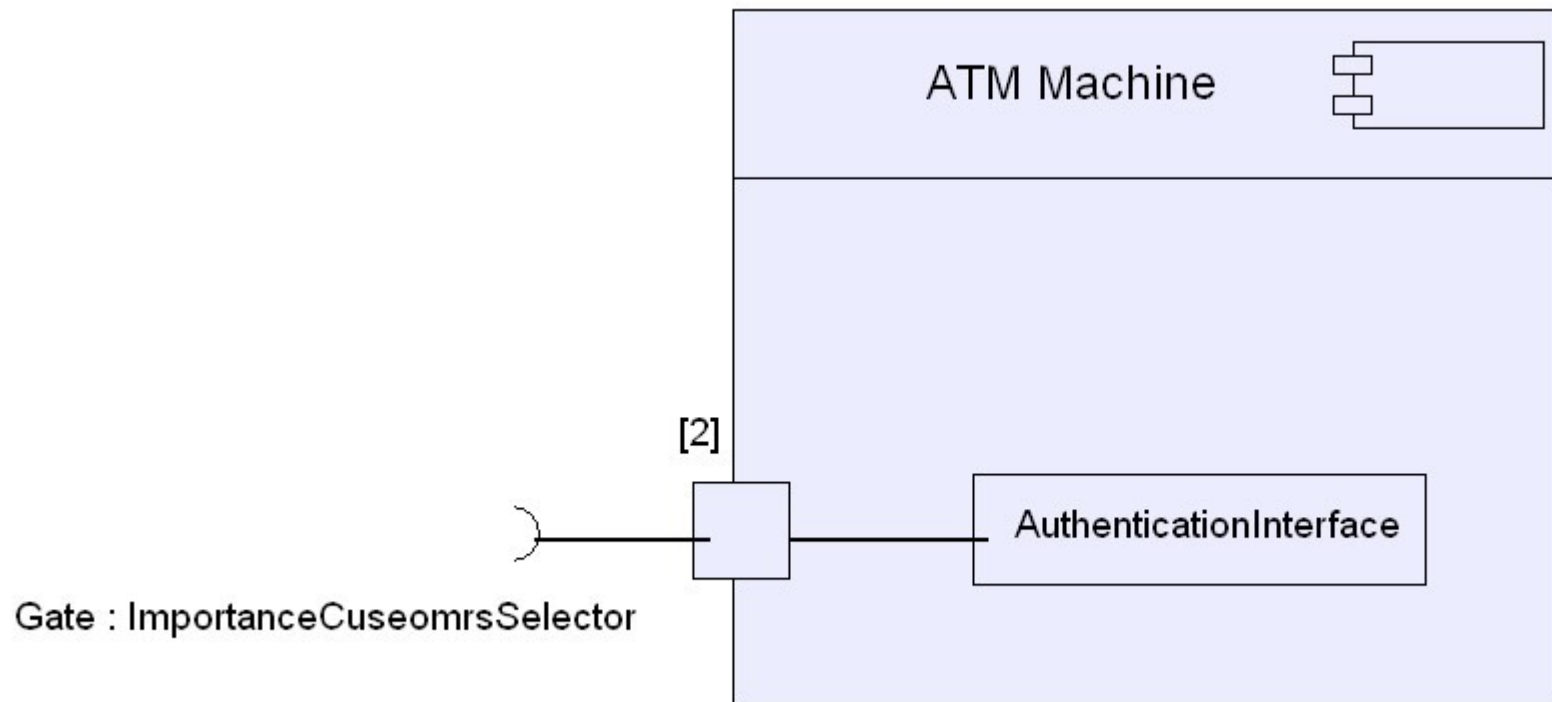 ATM Machine
[2]
AuthenticationInterface
Gate : ImportanceCuseomrsSelector